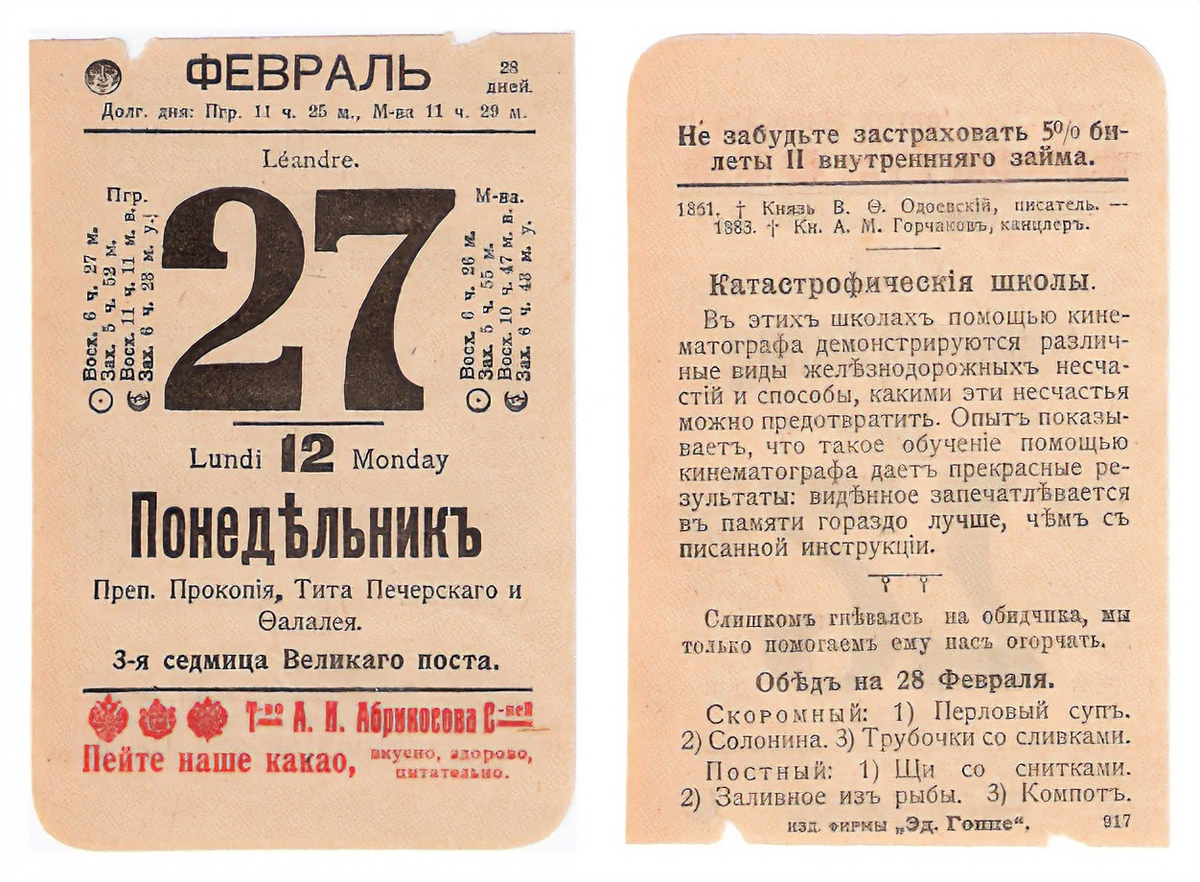 ФЕВРАЛЬ
28
дней.
Долг. дня: Пгр. 11 ч. 25 м., М-ва 11 ч. 29 м.
Léandre.
Пгр.
Восх. 6 ч. 27 м.
Зах. 5 ч. 52 м.
Восх. 11 ч. 11 м. в.
Зах. 6 ч. 23 м. у.
27
М-ва.
Восх. 6 ч. 26 м.
Зах. 5 ч. 55 м.
Восх. 10 ч. 47 м. в.
Зах. 6 ч. 43 м. у.
Lundi 12 Monday
Понедѣльникъ
Преп. Прокопія, Тита Печерскаго и
Ѳалалея.
3-я седмица Великаго поста.
Т-во А. И. Абрикосова С-ней
Пейте наше какао, вкусно, здорово,
питательно.
Не забудьте застраховать 5% би-
леты II внутреннняго займа.
1861. † Князь В. Ѳ. Одоевскій, писатель. —
1883. † Кн. А. М. Горчаковъ, канцлеръ.
Катастрофическія школы.
Въ этихъ школахъ помощью кине-
матографа демонстрируются различ-
ные виды желѣзнодорожныхъ несча-
стій и способы, какими эти несчастья
можно предотвратить. Опытъ показы-
ваетъ, что такое обученіе помощью
кинематографа даетъ прекрасные ре-
зультаты: видѣнное запечатлѣвается
въ памяти гораздо лучше, чѣмъ съ
писанной инструкціи.
Слишкомъ гнѣваясь на обидчика, мы
только помогаемъ ему насъ огорчать.
Обѣдъ на 28 Февраля.
Скоромный: 1) Перловый супъ.
2) Солонина. 3) Трубочки со сливками.
Постный: 1) Щи со снитками.
2) Заливное изъ рыбы. 3) Компотъ.
изд. фирмы „Эд. Гоппе“. 917